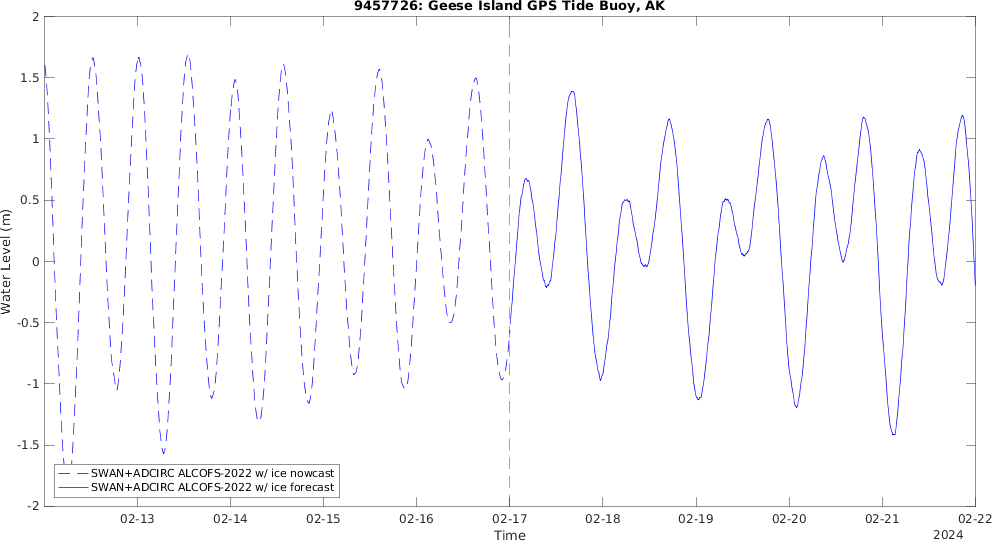 9457726: Geese Island GPS Tide Buoy, AK
Water Level (m)
2
1.5
1
0.5
0
-0.5
-1
-1.5
-2
SWAN+ADCIRC ALCOFS-2022 w/ ice nowcast
SWAN+ADCIRC ALCOFS-2022 w/ ice forecast
02-13 02-14 02-15 02-16 02-17 02-18 02-19 02-20 02-21 02-22
Time
2024